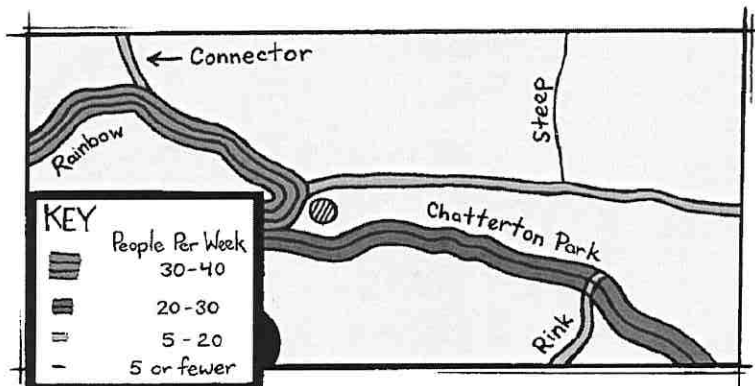 ← Connector
Steep
Rainbow
Chatterton Park
Rink
KEY
People Per Week
30-40
20-30
5-20
5 or fewer